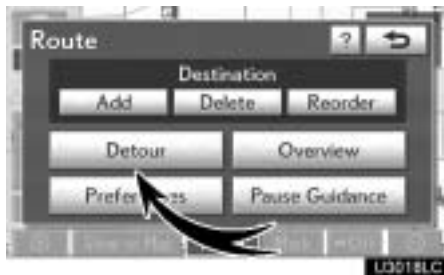 Route ?
Destination
Add Delete Reorder
Detour Overview
Pause Guidance
U3018LC